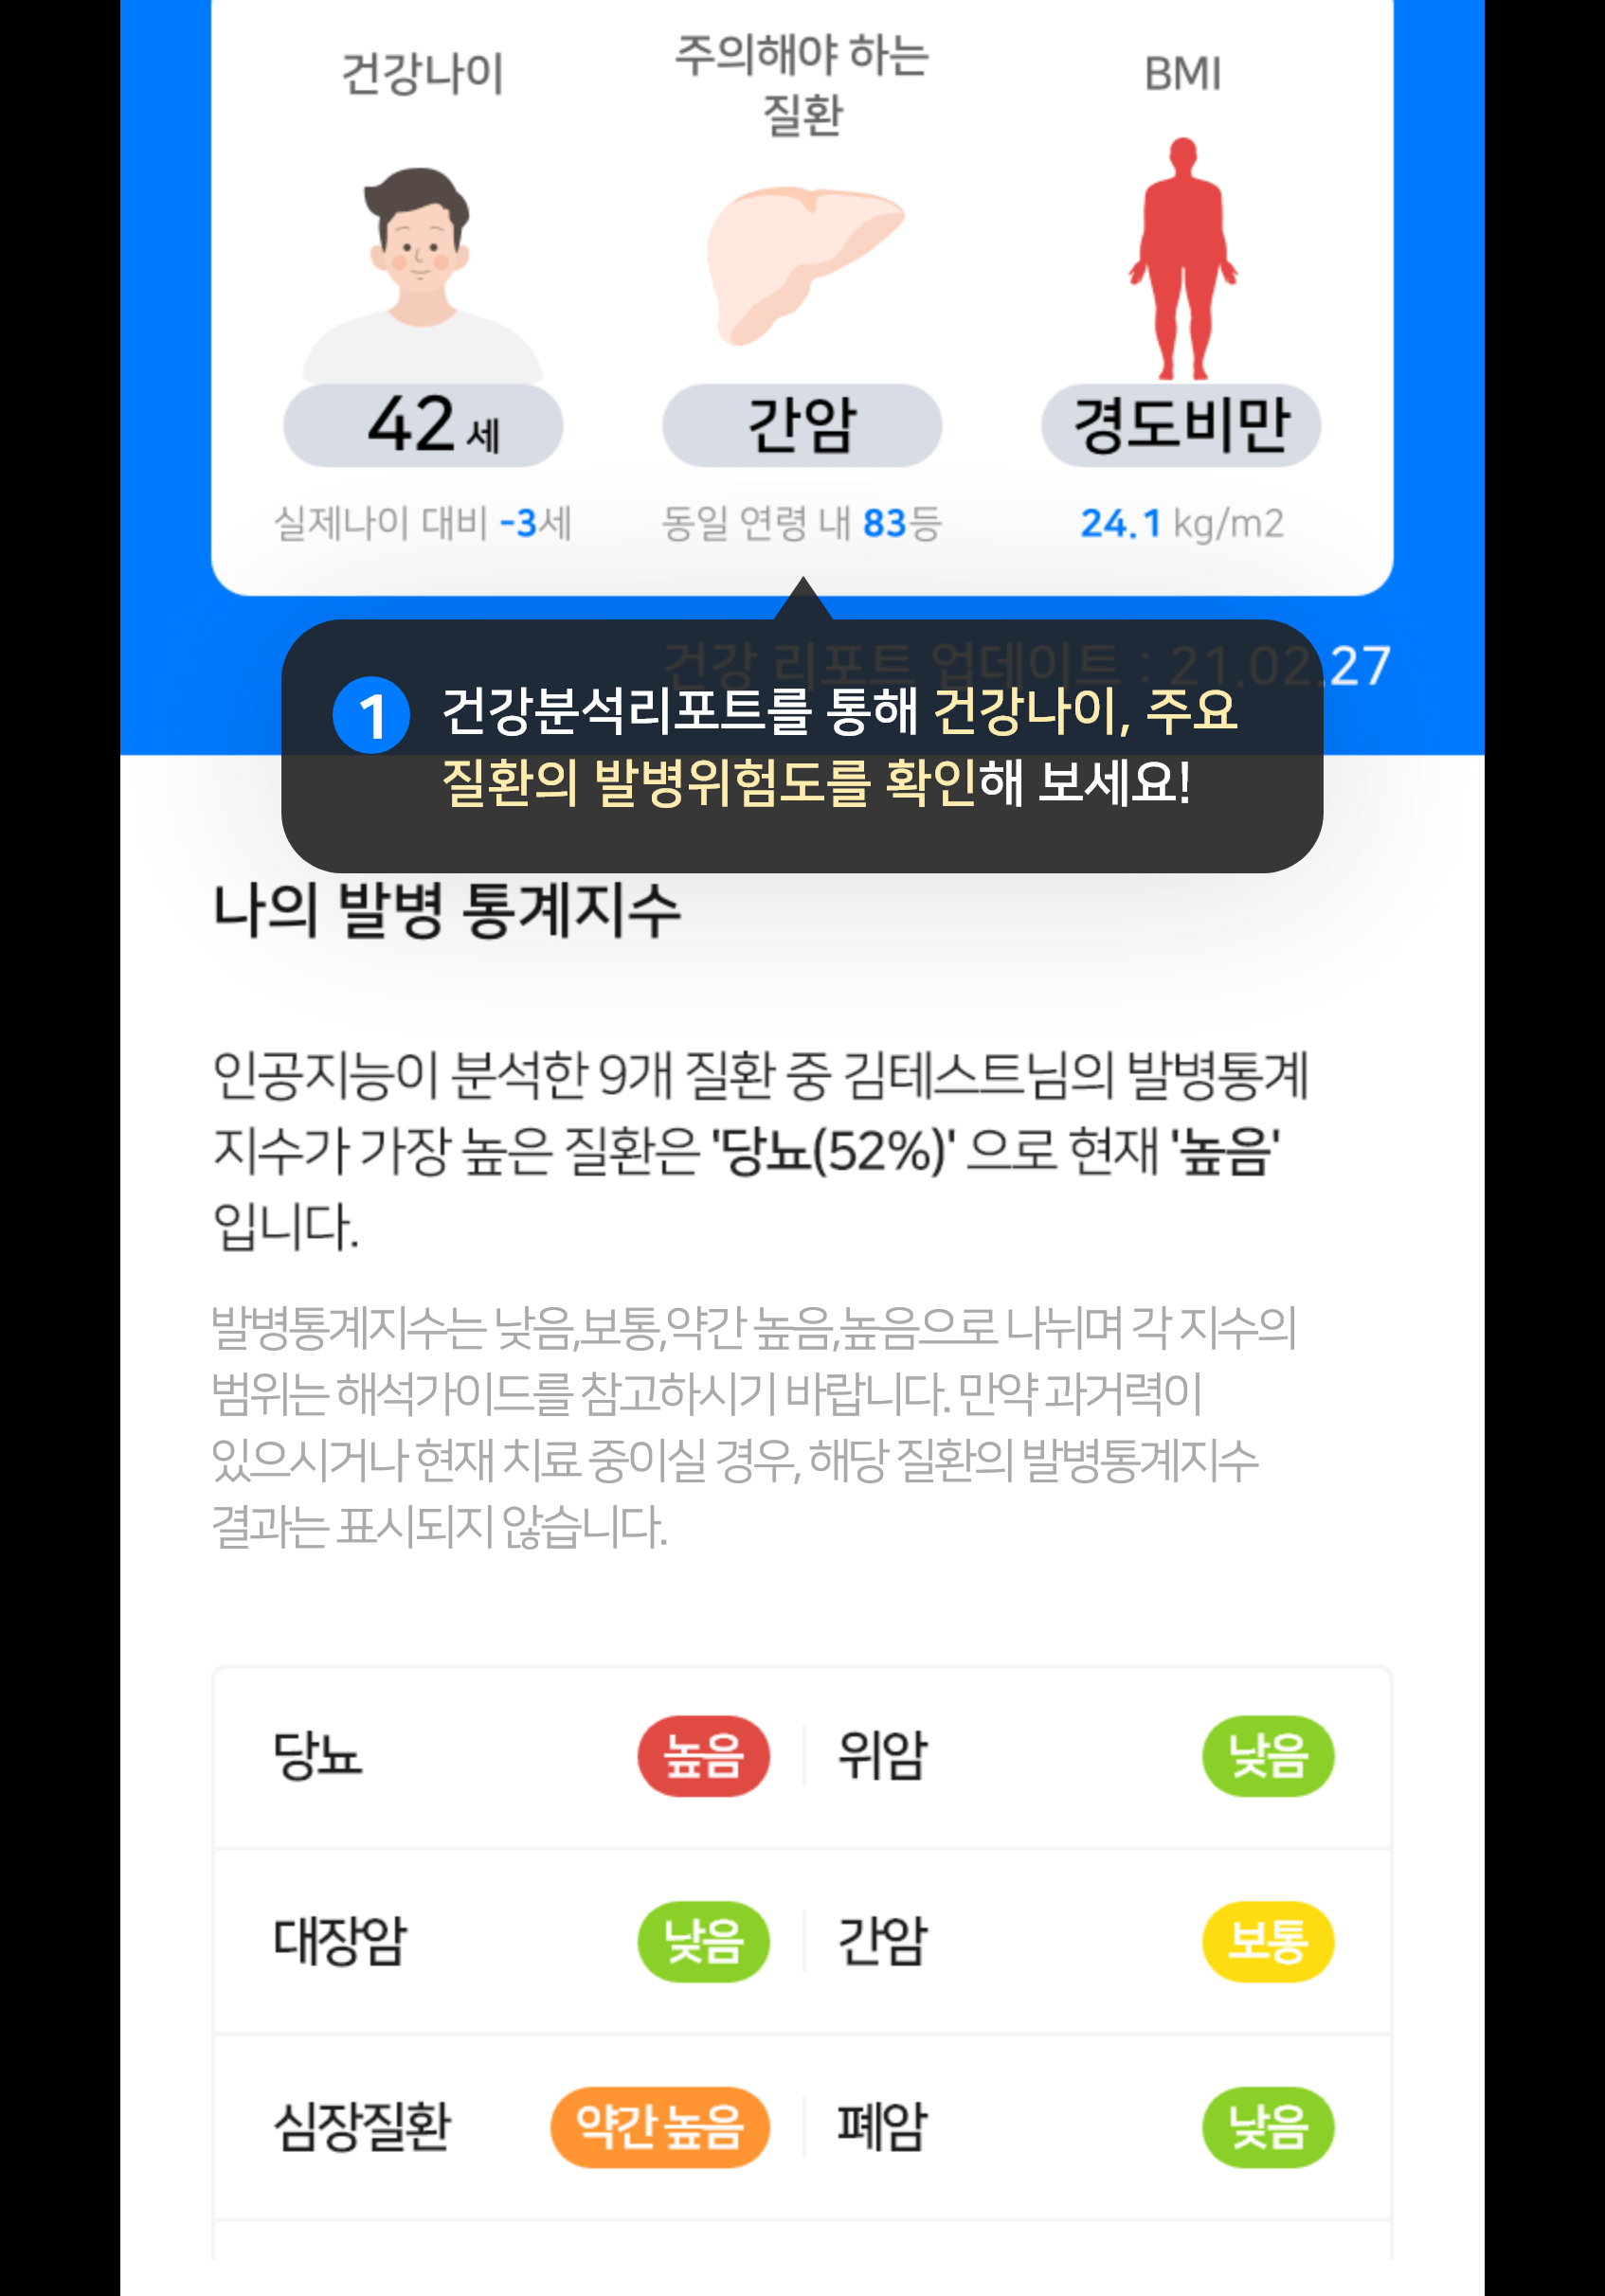 건강나이
주의해야 하는
질환
BMI
42 세
간암
경도비만
실제나이 대비 -3세
동일 연령 내 83등
24.1 kg/m2
건강 리포트 업데이트 : 21.02.27
1 건강분석리포트를 통해 건강나이, 주요
질환의 발병위험도를 확인해 보세요!
나의 발병 통계지수
인공지능이 분석한 9개 질환 중 김테스트님의 발병통계
지수가 가장 높은 질환은 '당뇨(52%)' 으로 현재 '높음'
입니다.
발병통계지수는 낮음,보통,약간 높음,높음으로 나뉘며 각 지수의
범위는 해석가이드를 참고하시기 바랍니다. 만약 과거력이
있으시거나 현재 치료 중이실 경우, 해당 질환의 발병통계지수
결과는 표시되지 않습니다.
당뇨 높음 위암 낮음
대장암 낮음 간암 보통
심장질환 약간 높음 폐암 낮음